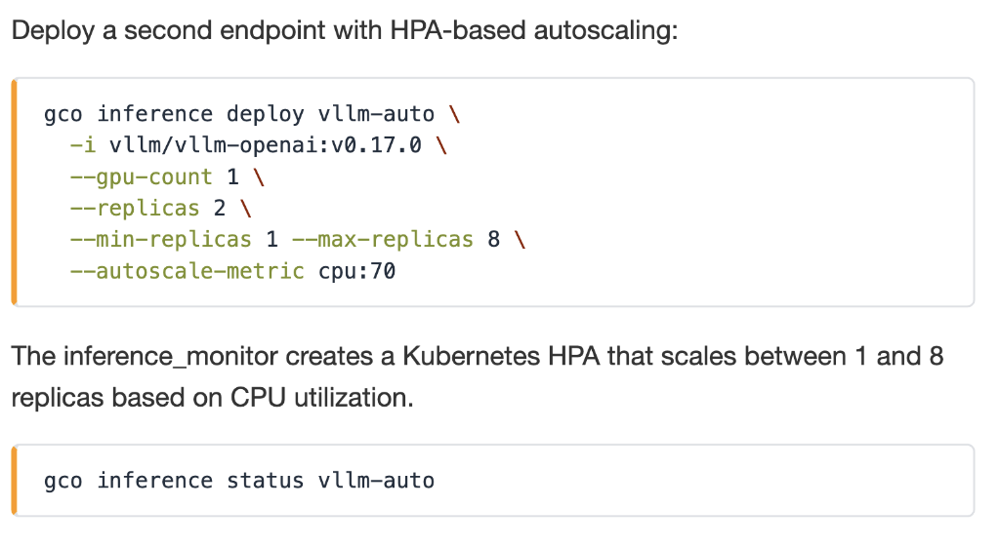 Deploy a second endpoint with HPA-based autoscaling:
gco inference deploy vllm-auto \
-i vllm/vllm-openai:v0.17.0 \
--gpu-count 1 \
--replicas 2 \
--min-replicas 1 --max-replicas 8 \
--autoscale-metric cpu:70
The inference_monitor creates a Kubernetes HPA that scales between 1 and 8
replicas based on CPU utilization.
gco inference status vllm-auto